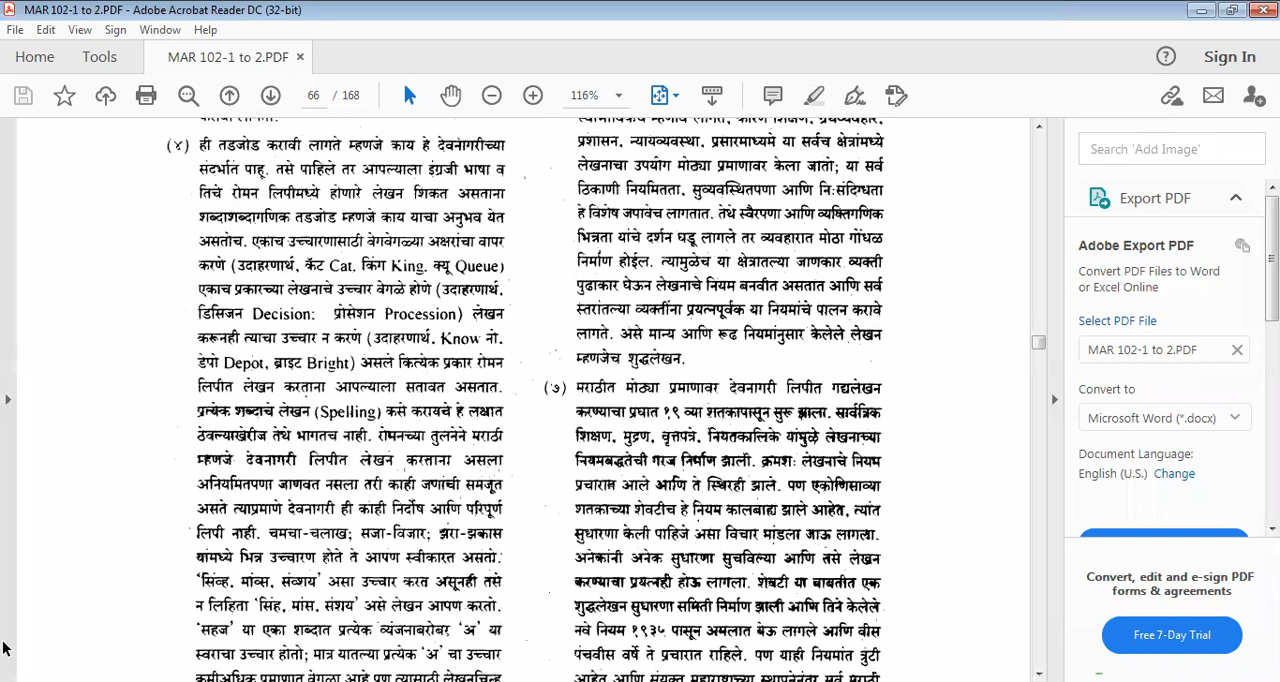 MAR 102-1 to 2.PDF - Adobe Acrobat Reader DC (32-bit)
File Edit View Sign Window Help
Home Tools MAR 102-1 to 2.PDF ×
Sign In
66 / 168
116%
(४) ही तडजोड करावी लागते म्हणजे काय हे देवनागरीच्या
संदर्भात पाहू. तसे पाहिले तर आपल्याला इंग्रजी भाषा व
तिचे रोमन लिपीमध्ये होणारे लेखन शिकत असताना
शब्दाशब्दागणिक तडजोड म्हणजे काय याचा अनुभव येत
असतोच. एकाच उच्चारणासाठी वेगवेगळ्या अक्षरांचा वापर
करणे (उदाहरणार्थ, कॅट Cat. किंग King. क्यू Queue)
एकाच प्रकारच्या लेखनाचे उच्चार वेगळे होणे (उदाहरणार्थ.
डिसिजन Decision: प्रोसेशन Procession) लेखन
करूनही त्याचा उच्चार न करणे (उदाहरणार्थ. Know नो.
डेपो Depot, ब्राइट Bright) असले कित्येक प्रकार रोमन
लिपीत लेखन करताना आपल्याला सतावत असतात.
प्रत्येक शब्दाचे लेखन (Spelling) कसे करायचे हे लक्षात
ठेवल्याखेरीज तेथे भागतच नाही. रोमनच्या तुलनेने मराठी
म्हणजे देवनागरी लिपीत लेखन करताना असला
अनियमितपणा जाणवत नसला तरी काही जणांची समजूत
असते त्याप्रमाणे देवनागरी ही कांही निर्दोष आणि परिपूर्ण
लिपी नाही. चमचा-चलाख; सजा-विजार; झरा-झकास
यांमध्ये भिन्न उच्चारण होते ते आपण स्वीकारत असतो.
'सिंव्ह, मांव्स, संव्शय' असा उच्चार करत असूनही तसे
न लिहिता 'सिंह, मांस, संशय' असे लेखन आपण करतो.
'सहज' या एका शब्दात प्रत्येक व्यंजनाबरोबर 'अ' या
स्वराचा उच्चार होतो; मात्र यातल्या प्रत्येक 'अ' चा उच्चार
कमीअधिक प्रमाणात वेगळा आहे पण त्यासाठी लेखनचिन्ह
प्रशासन, न्यायव्यवस्था, प्रसारमाध्यमे या सर्वच क्षेत्रांमध्ये
लेखनाचा उपयोग मोठ्या प्रमाणावर केला जातो; या सर्व
ठिकाणी नियमितता, सुव्यवस्थितपणा आणि निःसंदिग्धता
हे विशेष जपावेच लागतात. तेथे स्वैरपणा आणि व्यक्तिगणिक
भिन्नता यांचे दर्शन घडू लागले तर व्यवहारात मोठा गोंधळ
निर्माण होईल. त्यामुळेच या क्षेत्रातल्या जाणकार व्यक्ती
पुढाकार घेऊन लेखनाचे नियम बनवीत असतात आणि सर्व
स्तरांतल्या व्यक्तींना प्रयत्नपूर्वक या नियमांचे पालन करावे
लागते. अंसे मान्य आणि रूढ नियमांनुसार केलेले लेखन
म्हणजेच शुद्धलेखन.
(७) मराठीत मोठ्या प्रमाणावर देवनागरी लिपीत गद्यलेखन
करण्याचा प्रघात १९ व्या शतकापासून सुरू झाला. सार्वत्रिक
शिक्षण, मुद्रण, वृत्तपत्रे, नियतकालिके यांमुळे लेखनाच्या
नियमबद्धतेची गरज निर्माण झाली. क्रमशः लेखनाचे नियम
प्रचारात आले आणि ते स्थिरही झाले. पण एकोणिसाव्या
शतकाच्या शेवटीच हे नियम कालबाह्य झाले आहेत, त्यांत
सुधारणा केली पाहिजे असा विचार मांडला जाऊ लागला.
अनेकांनी अनेक सुधारणा सुचविल्या आणि तसे लेखन
करण्याचा प्रयत्नही होऊ लागला. शेवटी या बाबतीत एक
शुद्धलेखन सुधारणा समिती निर्माण झाली आणि तिने केलेले
नवे नियम १९३५ पासून अमलात येऊ लागले आणि वीस
पंचवीस वर्षे ते प्रचारात राहिले. पण याही नियमांत त्रुटी
आहेत आणि संयुक्त महाराष्ट्राच्या स्थापनेनंतर सर्व मराठी
Search 'Add Image'
Export PDF
Adobe Export PDF
Convert PDF Files to Word
or Excel Online
Select PDF File
MAR 102-1 to 2.PDF
Convert to
Microsoft Word (*.docx)
Document Language:
English (U.S.) Change
Convert, edit and e-sign PDF
forms & agreements
Free 7-Day Trial